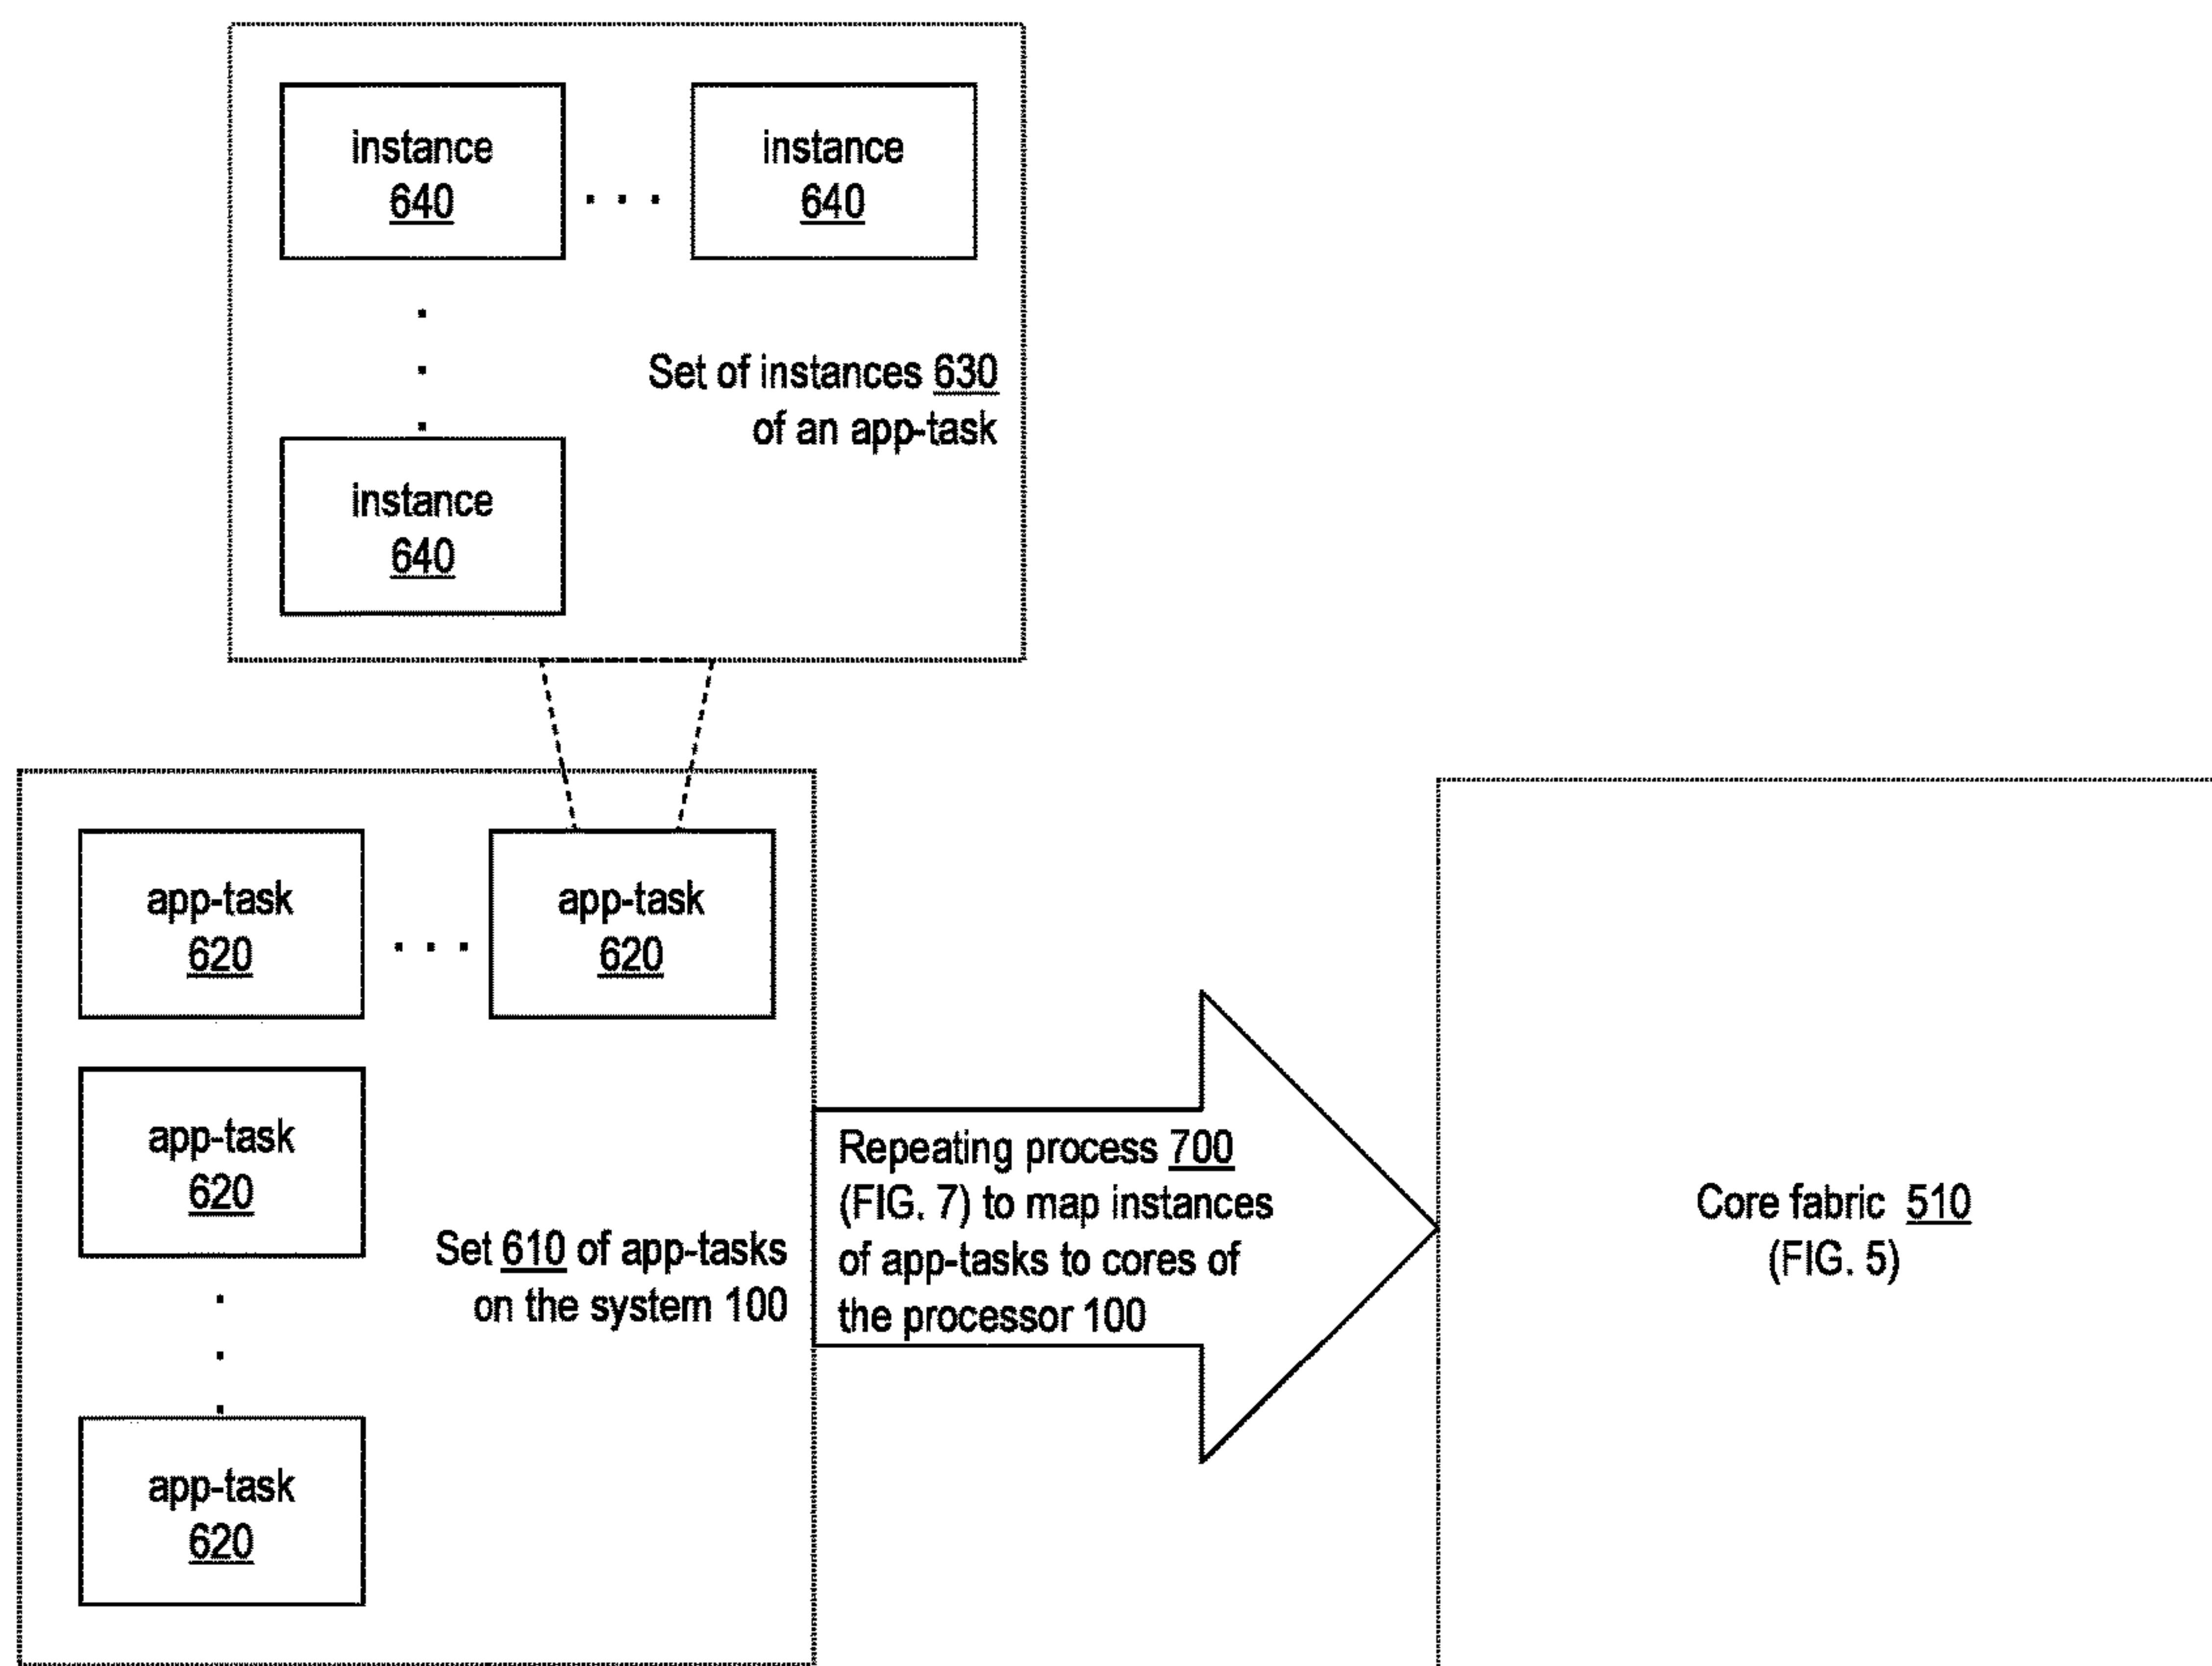 instance
640
. . .
instance
640
Set of instances 630
of an app-task
instance
640
app-task
620
. . .
app-task
620
app-task
620
Set 610 of app-tasks
on the system 100
app-task
620
Repeating process 700
(FIG. 7) to map instances
of app-tasks to cores of
the processor 100
Core fabric 510
(FIG. 5)